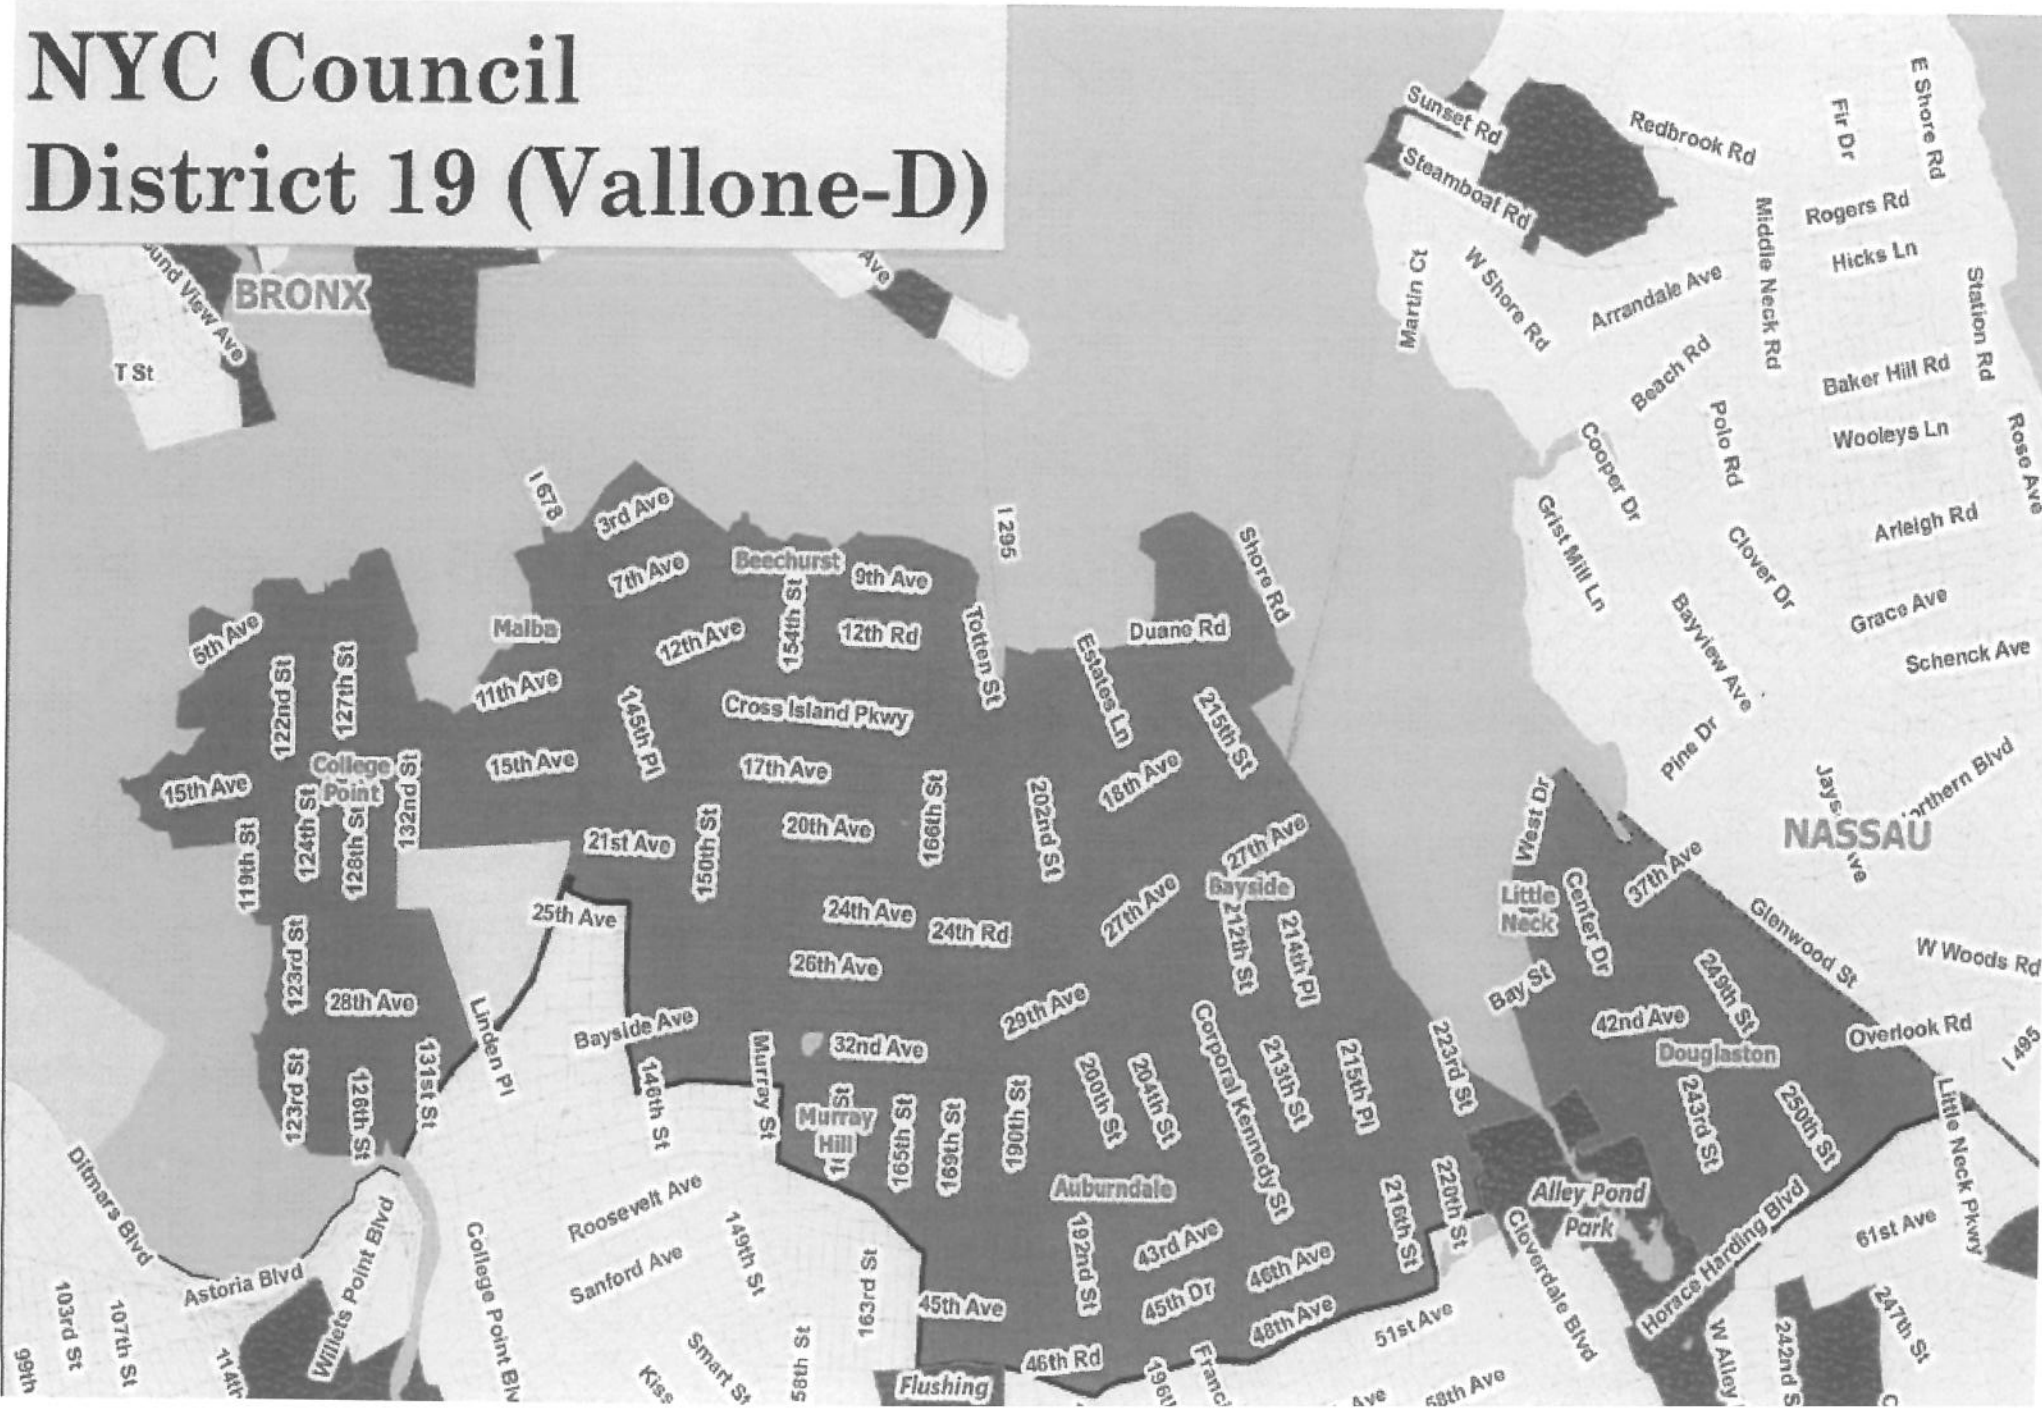 NYC Council
District 19 (Vallone-D)
BRONX
T St
Ave
Sunset Rd
Steamboat Rd
Redbrook Rd
Fir Dr
E Shore Rd
Rogers Rd
Middle Neck Rd
Hicks Ln
Martin Ct
W Shore Rd
Arrandale Ave
Station Rd
Beach Rd
Baker Hill Rd
Polo Rd
Wooleys Ln
Rose Ave
Cooper Dr
Grist Mill Ln
Arleigh Rd
Clover Dr
Grace Ave
Bayview Ave
Schenck Ave
Pine Dr
NASSAU
I 678
3rd Ave
I 295
Shore Rd
7th Ave
Beechurst
9th Ave
154th St
5th Ave
Malba
12th Ave
12th Rd
Totten St
Duane Rd
Estates Ln
122nd St
127th St
11th Ave
145th Pl
Cross Island Pkwy
215th St
College
Point
15th Ave
132nd St
15th Ave
17th Ave
18th Ave
166th St
202nd St
119th St
124th St
128th St
21st Ave
150th St
20th Ave
27th Ave
Bayside
West Dr
37th Ave
Little
Neck
Center Dr
Glenwood St
25th Ave
24th Ave
24th Rd
27th Ave
212th St
214th Pl
26th Ave
123rd St
28th Ave
Linden Pl
Bayside Ave
29th Ave
Bay St
249th St
W Woods Rd
42nd Ave
Overlook Rd
Douglaston
I 495
32nd Ave
Murray St
Corporal Kennedy St
213th St
215th Pl
223rd St
123rd St
126th St
131st St
146th St
Murray
Hill
165th St
169th St
190th St
200th St
204th St
243rd St
250th St
Little Neck Pkwy
Auburndale
216th St
220th St
Alley Pond
Park
Ditmars Blvd
Roosevelt Ave
149th St
192nd St
43rd Ave
46th Ave
Cloverdale Blvd
61st Ave
Horace Harding Blvd
Astoria Blvd
Willets Point Blvd
Sanford Ave
163rd St
45th Ave
45th Dr
48th Ave
51st Ave
247th St
103rd St
107th St
114th
99th
Smart St
46th Rd
58th Ave
Flushing
Ave